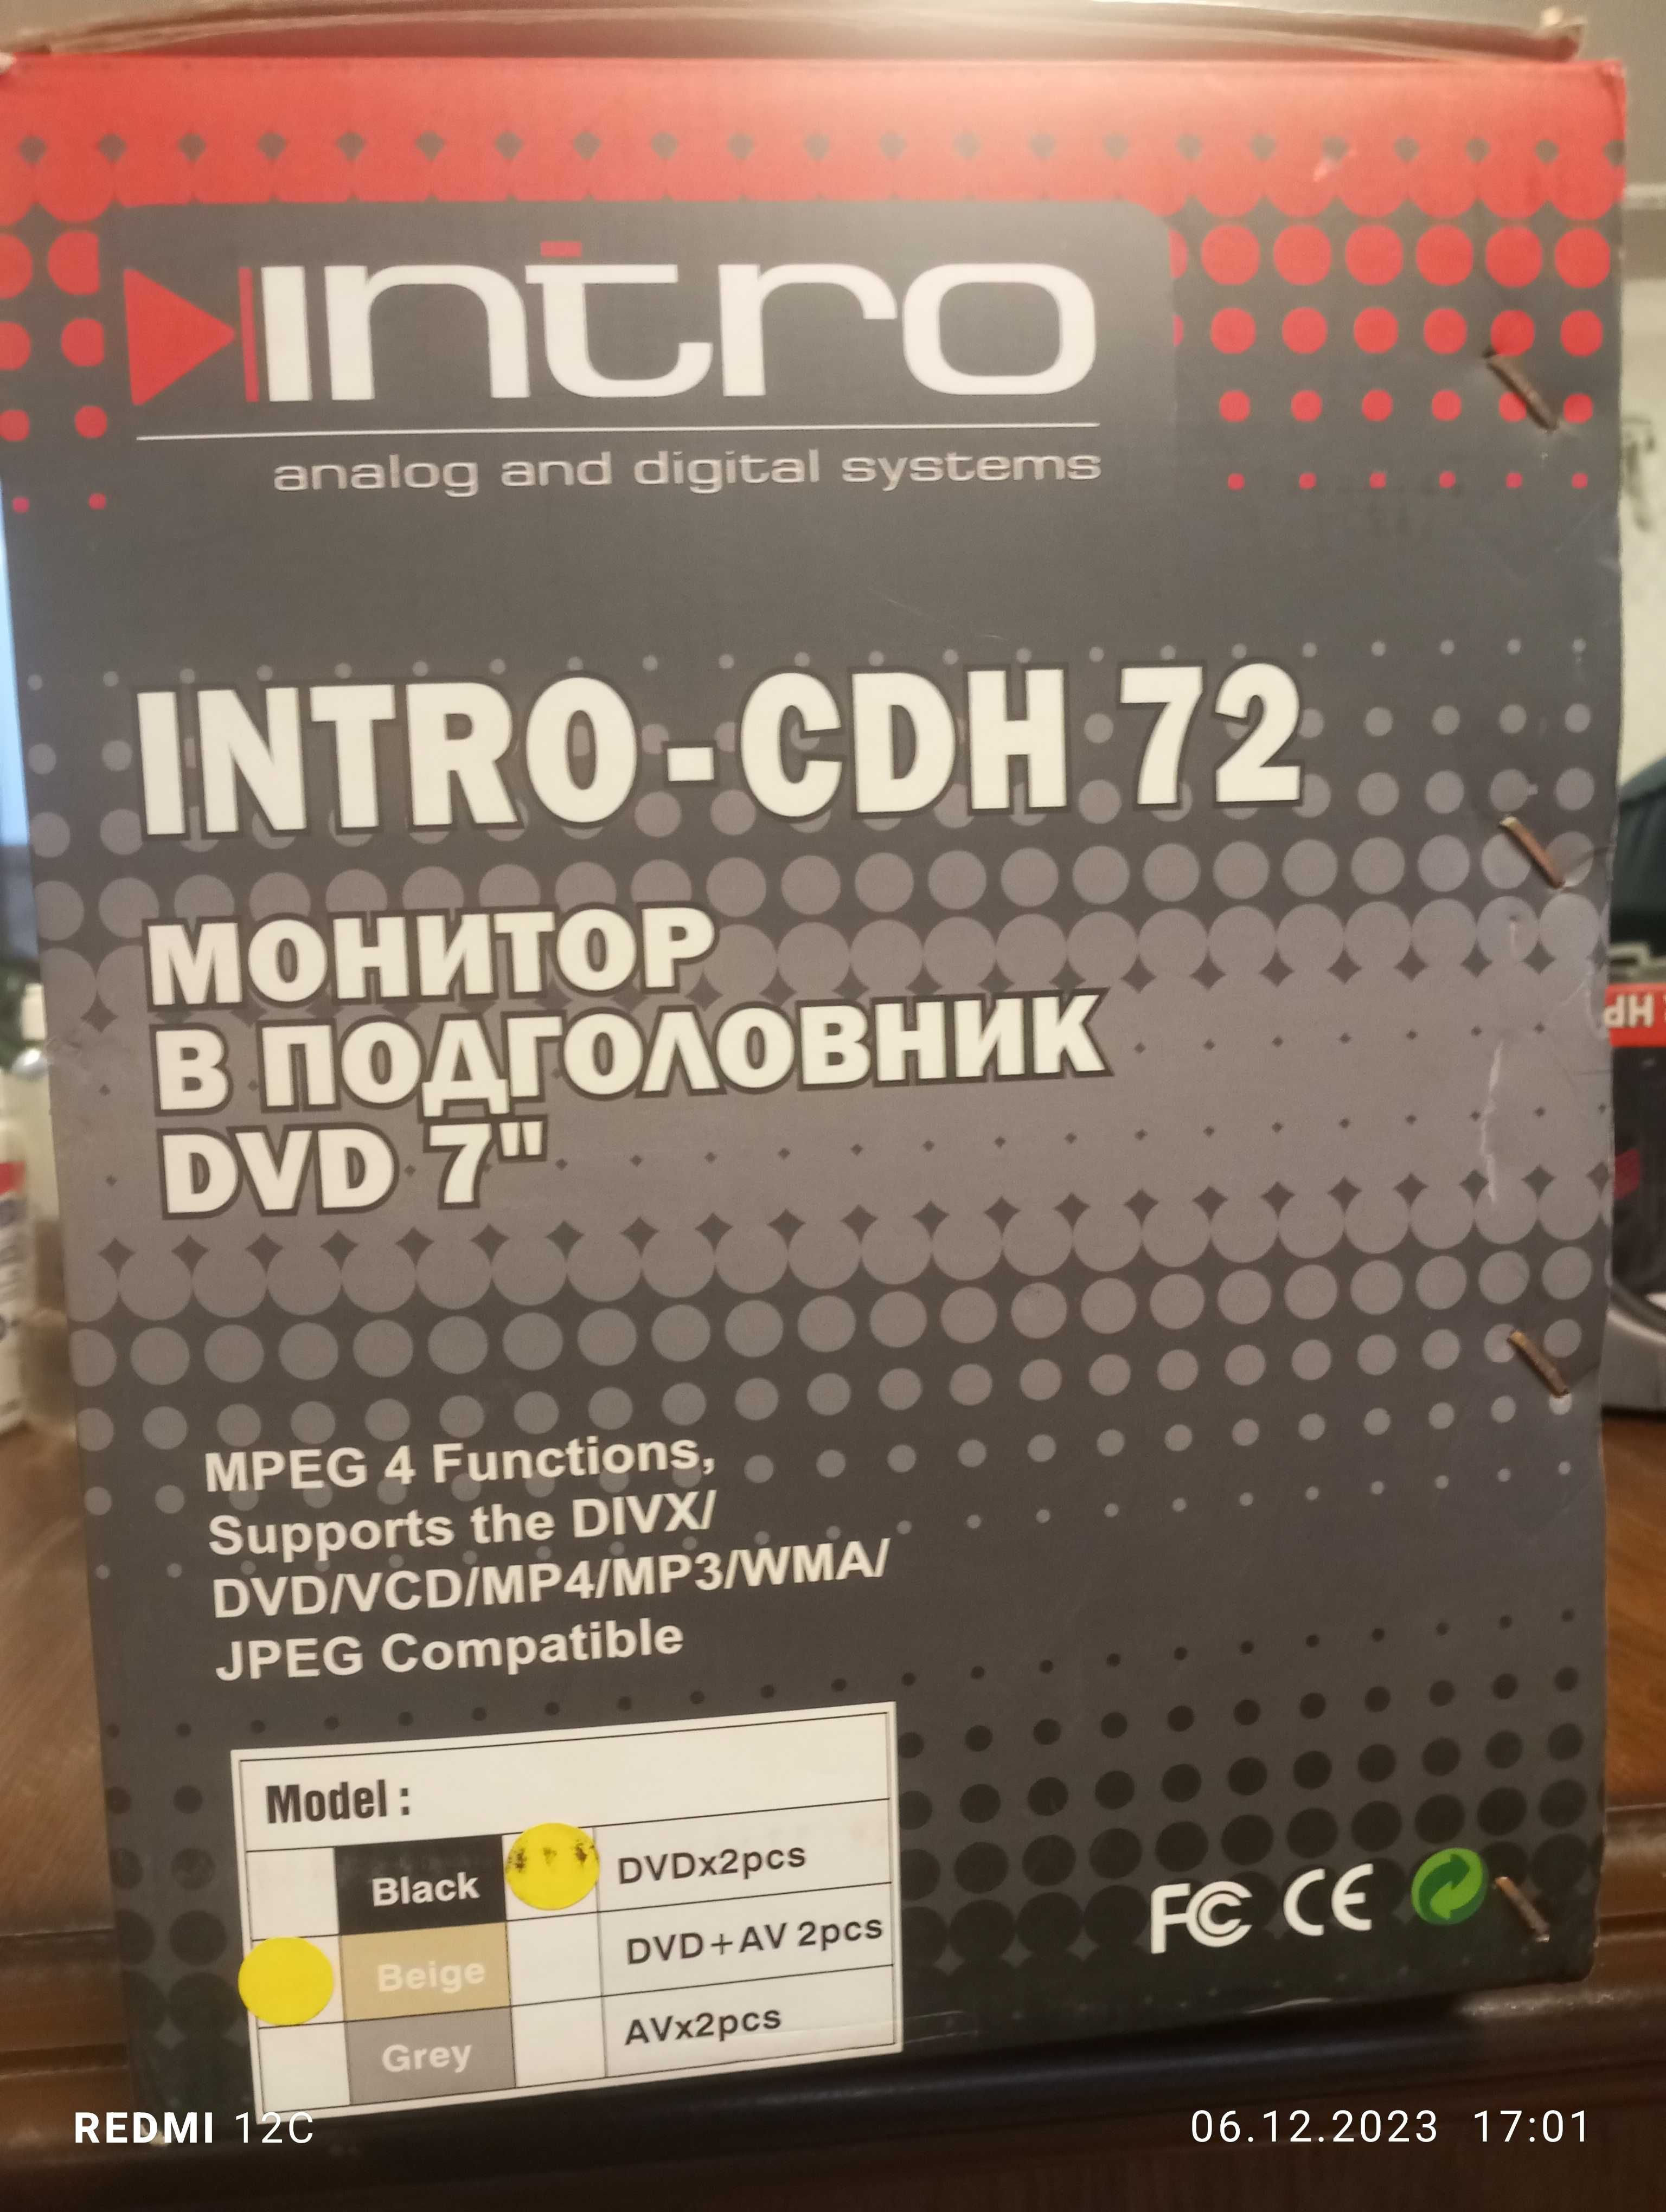 intro
analog and digital systems
INTRO-CDH 72
МОНИТОР
В ПОДГОЛОВНИК
DVD 7"
MPEG 4 Functions,
Supports the DIVX/
DVD/VCD/MP4/MP3/WMA/
JPEG Compatible
Model :
Black DVDx2pcs
Beige DVD+AV 2pcs
Grey AVx2pcs
FC CE
REDMI 12C
06.12.2023 17:01